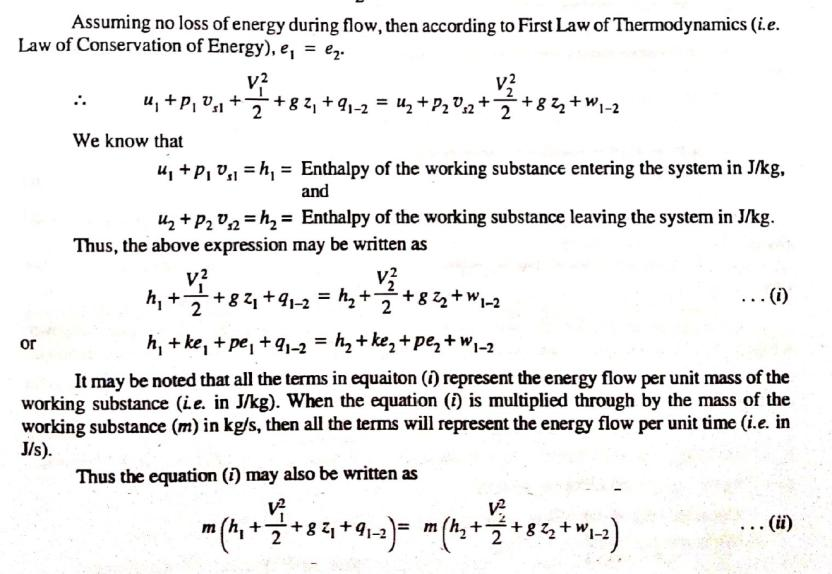 Assuming no loss of energy during flow, then according to First Law of Thermodynamics (i.e.
Law of Conservation of Energy), e₁ = e₂.
∴ u₁ + p₁ v_s1 + V₁²/2 + g z₁ + q₁₋₂ = u₂ + p₂ v_s2 + V₂²/2 + g z₂ + w₁₋₂
We know that
u₁ + p₁ v_s1 = h₁ = Enthalpy of the working substance entering the system in J/kg,
and
u₂ + p₂ v_s2 = h₂ = Enthalpy of the working substance leaving the system in J/kg.
Thus, the above expression may be written as
h₁ + V₁²/2 + g z₁ + q₁₋₂ = h₂ + V₂²/2 + g z₂ + w₁₋₂ ...(i)
or h₁ + ke₁ + pe₁ + q₁₋₂ = h₂ + ke₂ + pe₂ + w₁₋₂
It may be noted that all the terms in equaiton (i) represent the energy flow per unit mass of the
working substance (i.e. in J/kg). When the equation (i) is multiplied through by the mass of the
working substance (m) in kg/s, then all the terms will represent the energy flow per unit time (i.e. in
J/s).
Thus the equation (i) may also be written as
m (h₁ + V₁²/2 + g z₁ + q₁₋₂) = m (h₂ + V₂²/2 + g z₂ + w₁₋₂) ...(ii)